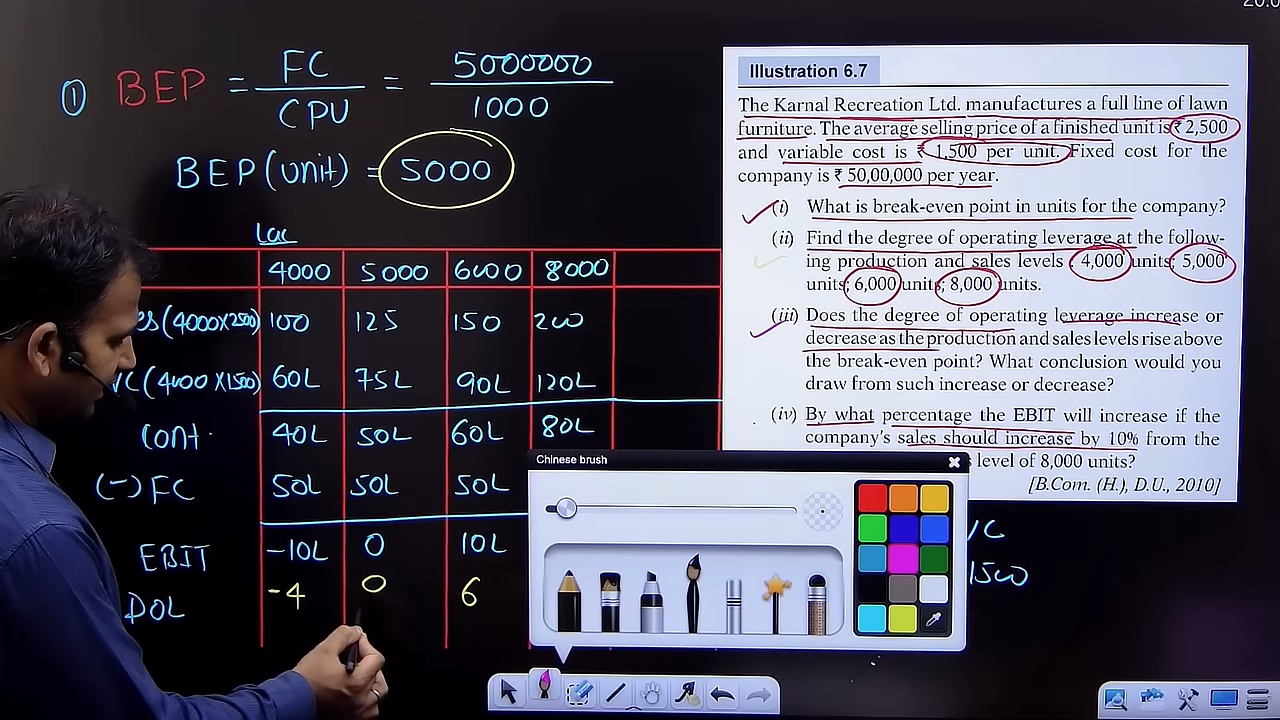 20:0
① BEP = FC / CPU = 5000000 / 1000
BEP (unit) = 5000
Lac
4000 5000 6000 8000
es (4000X2500) 100 125 150 200
VC (4000 X1500) 60L 75L 90L 120L
Cont. 40L 50L 60L 80L
(-) FC 50L 50L 50L
EBIT -10L 0 10L
DOL -4 0 6
Illustration 6.7
The Karnal Recreation Ltd. manufactures a full line of lawn
furniture. The average selling price of a finished unit is ₹ 2,500
and variable cost is ₹ 1,500 per unit. Fixed cost for the
company is ₹ 50,00,000 per year.
(i) What is break-even point in units for the company?
(ii) Find the degree of operating leverage at the follow-
ing production and sales levels 4,000 units; 5,000
units; 6,000 units; 8,000 units.
(iii) Does the degree of operating leverage increase or
decrease as the production and sales levels rise above
the break-even point? What conclusion would you
draw from such increase or decrease?
(iv) By what percentage the EBIT will increase if the
company's sales should increase by 10% from the
level of 8,000 units?
[B.Com. (H.), D.U., 2010]
Chinese brush
VC
1500